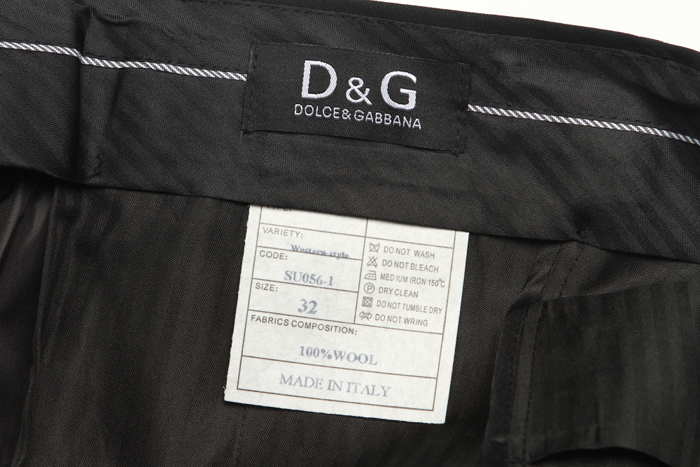 D&G
DOLCE&GABBANA
VARIETY:
Western-style
CODE:
SU056-1
SIZE:
32
DO NOT WASH
DO NOT BLEACH
MEDIUM IRON 150°C
DRY CLEAN
DO NOT TUMBLE DRY
DO NOT WRING
FABRICS COMPOSITION:
100%WOOL
MADE IN ITALY